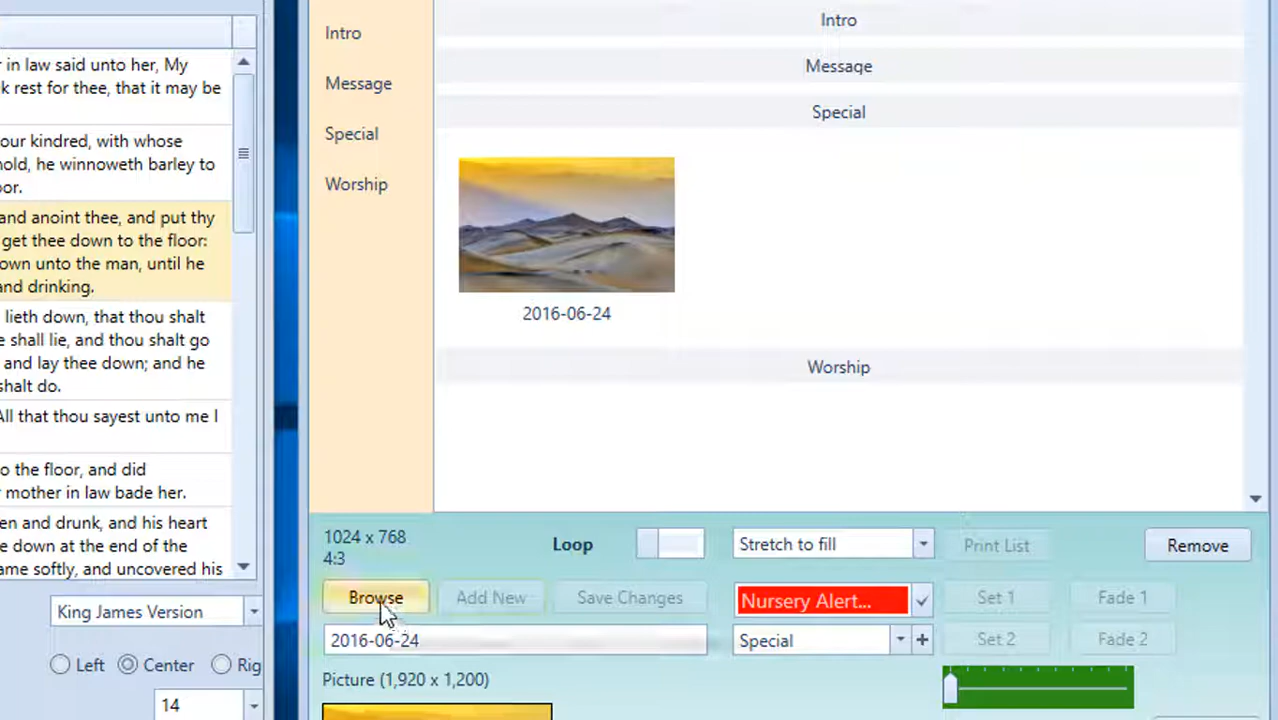 r in law said unto her, My
k rest for thee, that it may be
our kindred, with whose
hold, he winnoweth barley to
oor.
and anoint thee, and put thy
get thee down to the floor:
own unto the man, until he
and drinking.
lieth down, that thou shalt
e shall lie, and thou shalt go
and lay thee down; and he
shalt do.
All that thou sayest unto me I
o the floor, and did
r mother in law bade her.
en and drunk, and his heart
e down at the end of the
ame softly, and uncovered his
King James Version
Left
Center
Rig
14
Intro
Message
Special
Worship
Intro
Message
Special
2016-06-24
Worship
1024 x 768
4:3
Loop
Stretch to fill
Print List
Remove
Browse
Add New
Save Changes
Nursery Alert...
Set 1
Fade 1
2016-06-24
Special
Set 2
Fade 2
Picture (1,920 x 1,200)